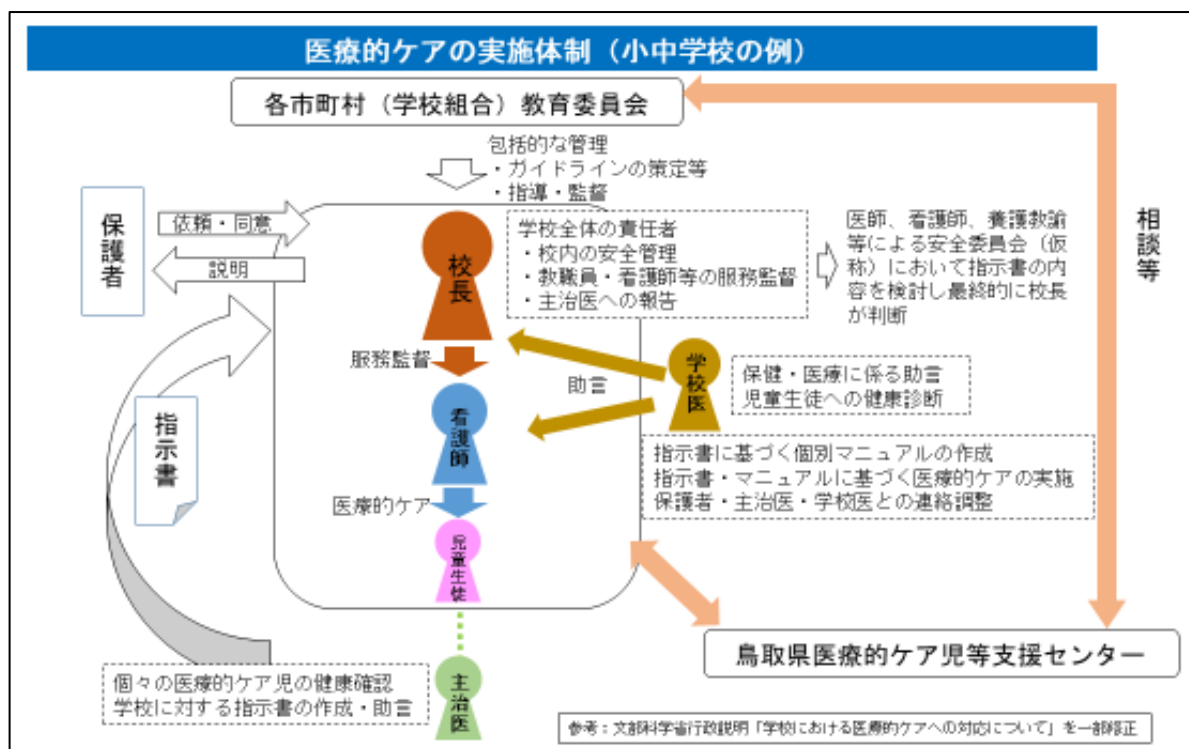 医療的ケアの実施体制（小中学校の例）
各市町村（学校組合）教育委員会
包括的な管理
・ガイドラインの策定等
・指導・監督
保護者
依頼・同意
説明
校長
学校全体の責任者
・校内の安全管理
・教職員・看護師等の服務監督
・主治医への報告
医師、看護師、養護教諭
等による安全委員会（仮
称）において指示書の内
容を検討し最終的に校長
が判断
相談等
服務監督
助言
学校医
保健・医療に係る助言
児童生徒への健康診断
指示書
看護師
指示書に基づく個別マニュアルの作成
指示書・マニュアルに基づく医療的ケアの実施
保護者・主治医・学校医との連絡調整
医療的ケア
児童生徒
鳥取県医療的ケア児等支援センター
個々の医療的ケア児の健康確認
学校に対する指示書の作成・助言
主治医
参考：文部科学省行政説明「学校における医療的ケアへの対応について」を一部修正